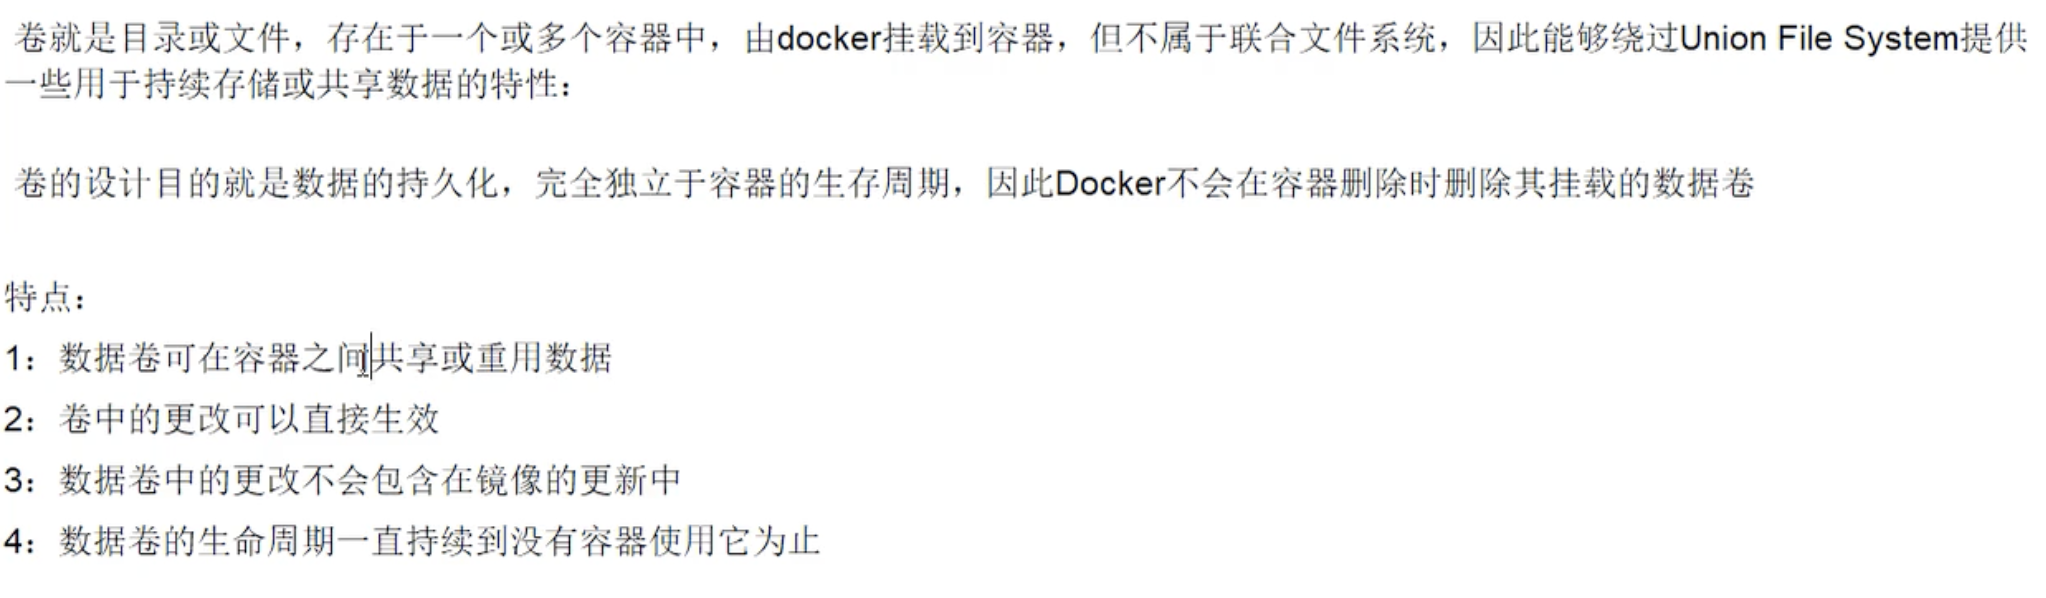 卷就是目录或文件，存在于一个或多个容器中，由docker挂载到容器，但不属于联合文件系统，因此能够绕过Union File System提供
一些用于持续存储或共享数据的特性：
卷的设计目的就是数据的持久化，完全独立于容器的生存周期，因此Docker不会在容器删除时删除其挂载的数据卷
特点：
1：数据卷可在容器之间共享或重用数据
2：卷中的更改可以直接生效
3：数据卷中的更改不会包含在镜像的更新中
4：数据卷的生命周期一直持续到没有容器使用它为止